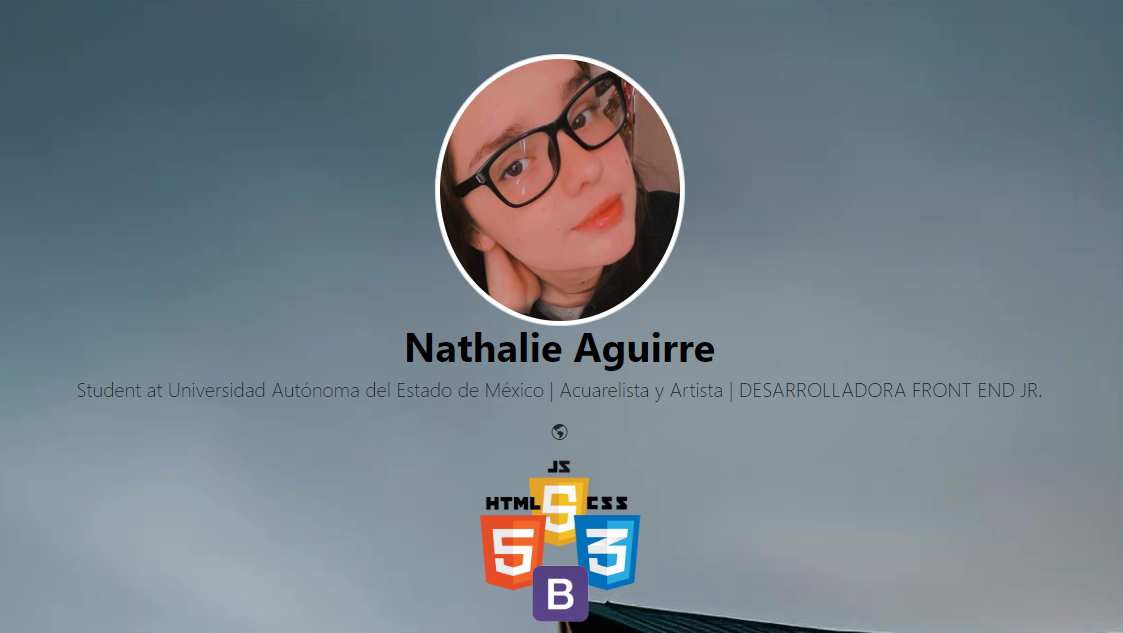 Nathalie Aguirre
Student at Universidad Autónoma del Estado de México | Acuarelista y Artista | DESARROLLADORA FRONT END JR.
JS
HTML CSS
5 5 3
B